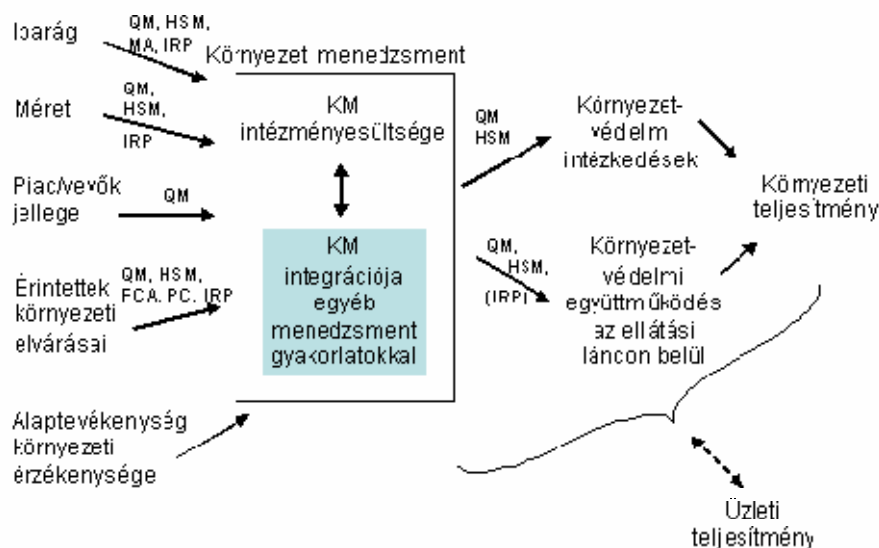 Iparág
QM, HSM,
MA, IRP
Környezet menedzsment
Méret
QM,
HSM,
IRP
KM
intézményesültsége
QM
HSM
Környezet-
védelm
intézkedések
Piac/vevők
jellege
QM
Környezeti
teljesítmény
Érintettek
környezeti
elvárásai
QM, HSM,
FCA, PC, IRP
KM
integrációja
egyéb
menedzsment
gyakorlatokkal
QM,
HSM,
(IRP)
Környezet-
védelmi
együttműködés
az ellátási
láncon belül
Alaptevékenység
környezeti
érzékenysége
Üzleti
teljesítmény